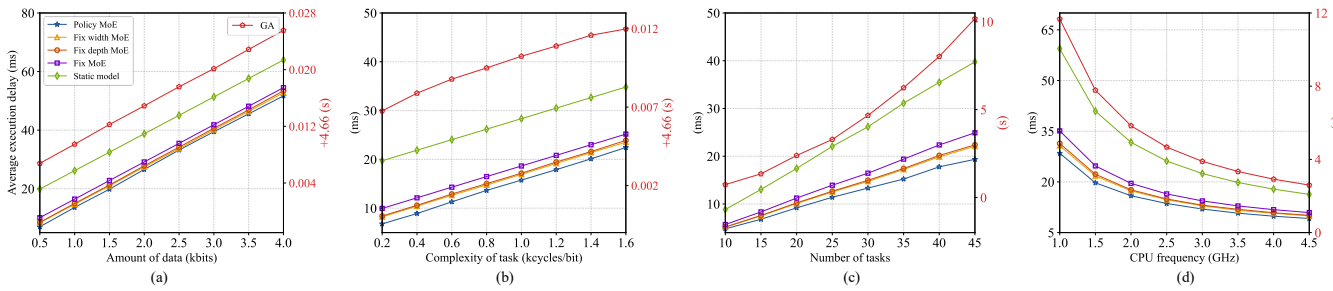 Average execution delay (ms)
80
60
40
20
Policy MoE
Fix width MoE
Fix depth MoE
Fix MoE
Static model
GA
0.028
0.020
0.012
0.004
+4.66 (s)
0.5 1.0 1.5 2.0 2.5 3.0 3.5 4.0
Amount of data (kbits)
(a)
(ms)
50
40
30
20
10
0.012
0.007
0.002
+4.66 (s)
0.2 0.4 0.6 0.8 1.0 1.2 1.4 1.6
Complexity of task (kcycles/bit)
(b)
(ms)
50
40
30
20
10
10
5
0
(s)
10 15 20 25 30 35 40 45
Number of tasks
(c)
(ms)
65
50
35
20
5
12
8
4
0
1.0 1.5 2.0 2.5 3.0 3.5 4.0 4.5
CPU frequency (GHz)
(d)